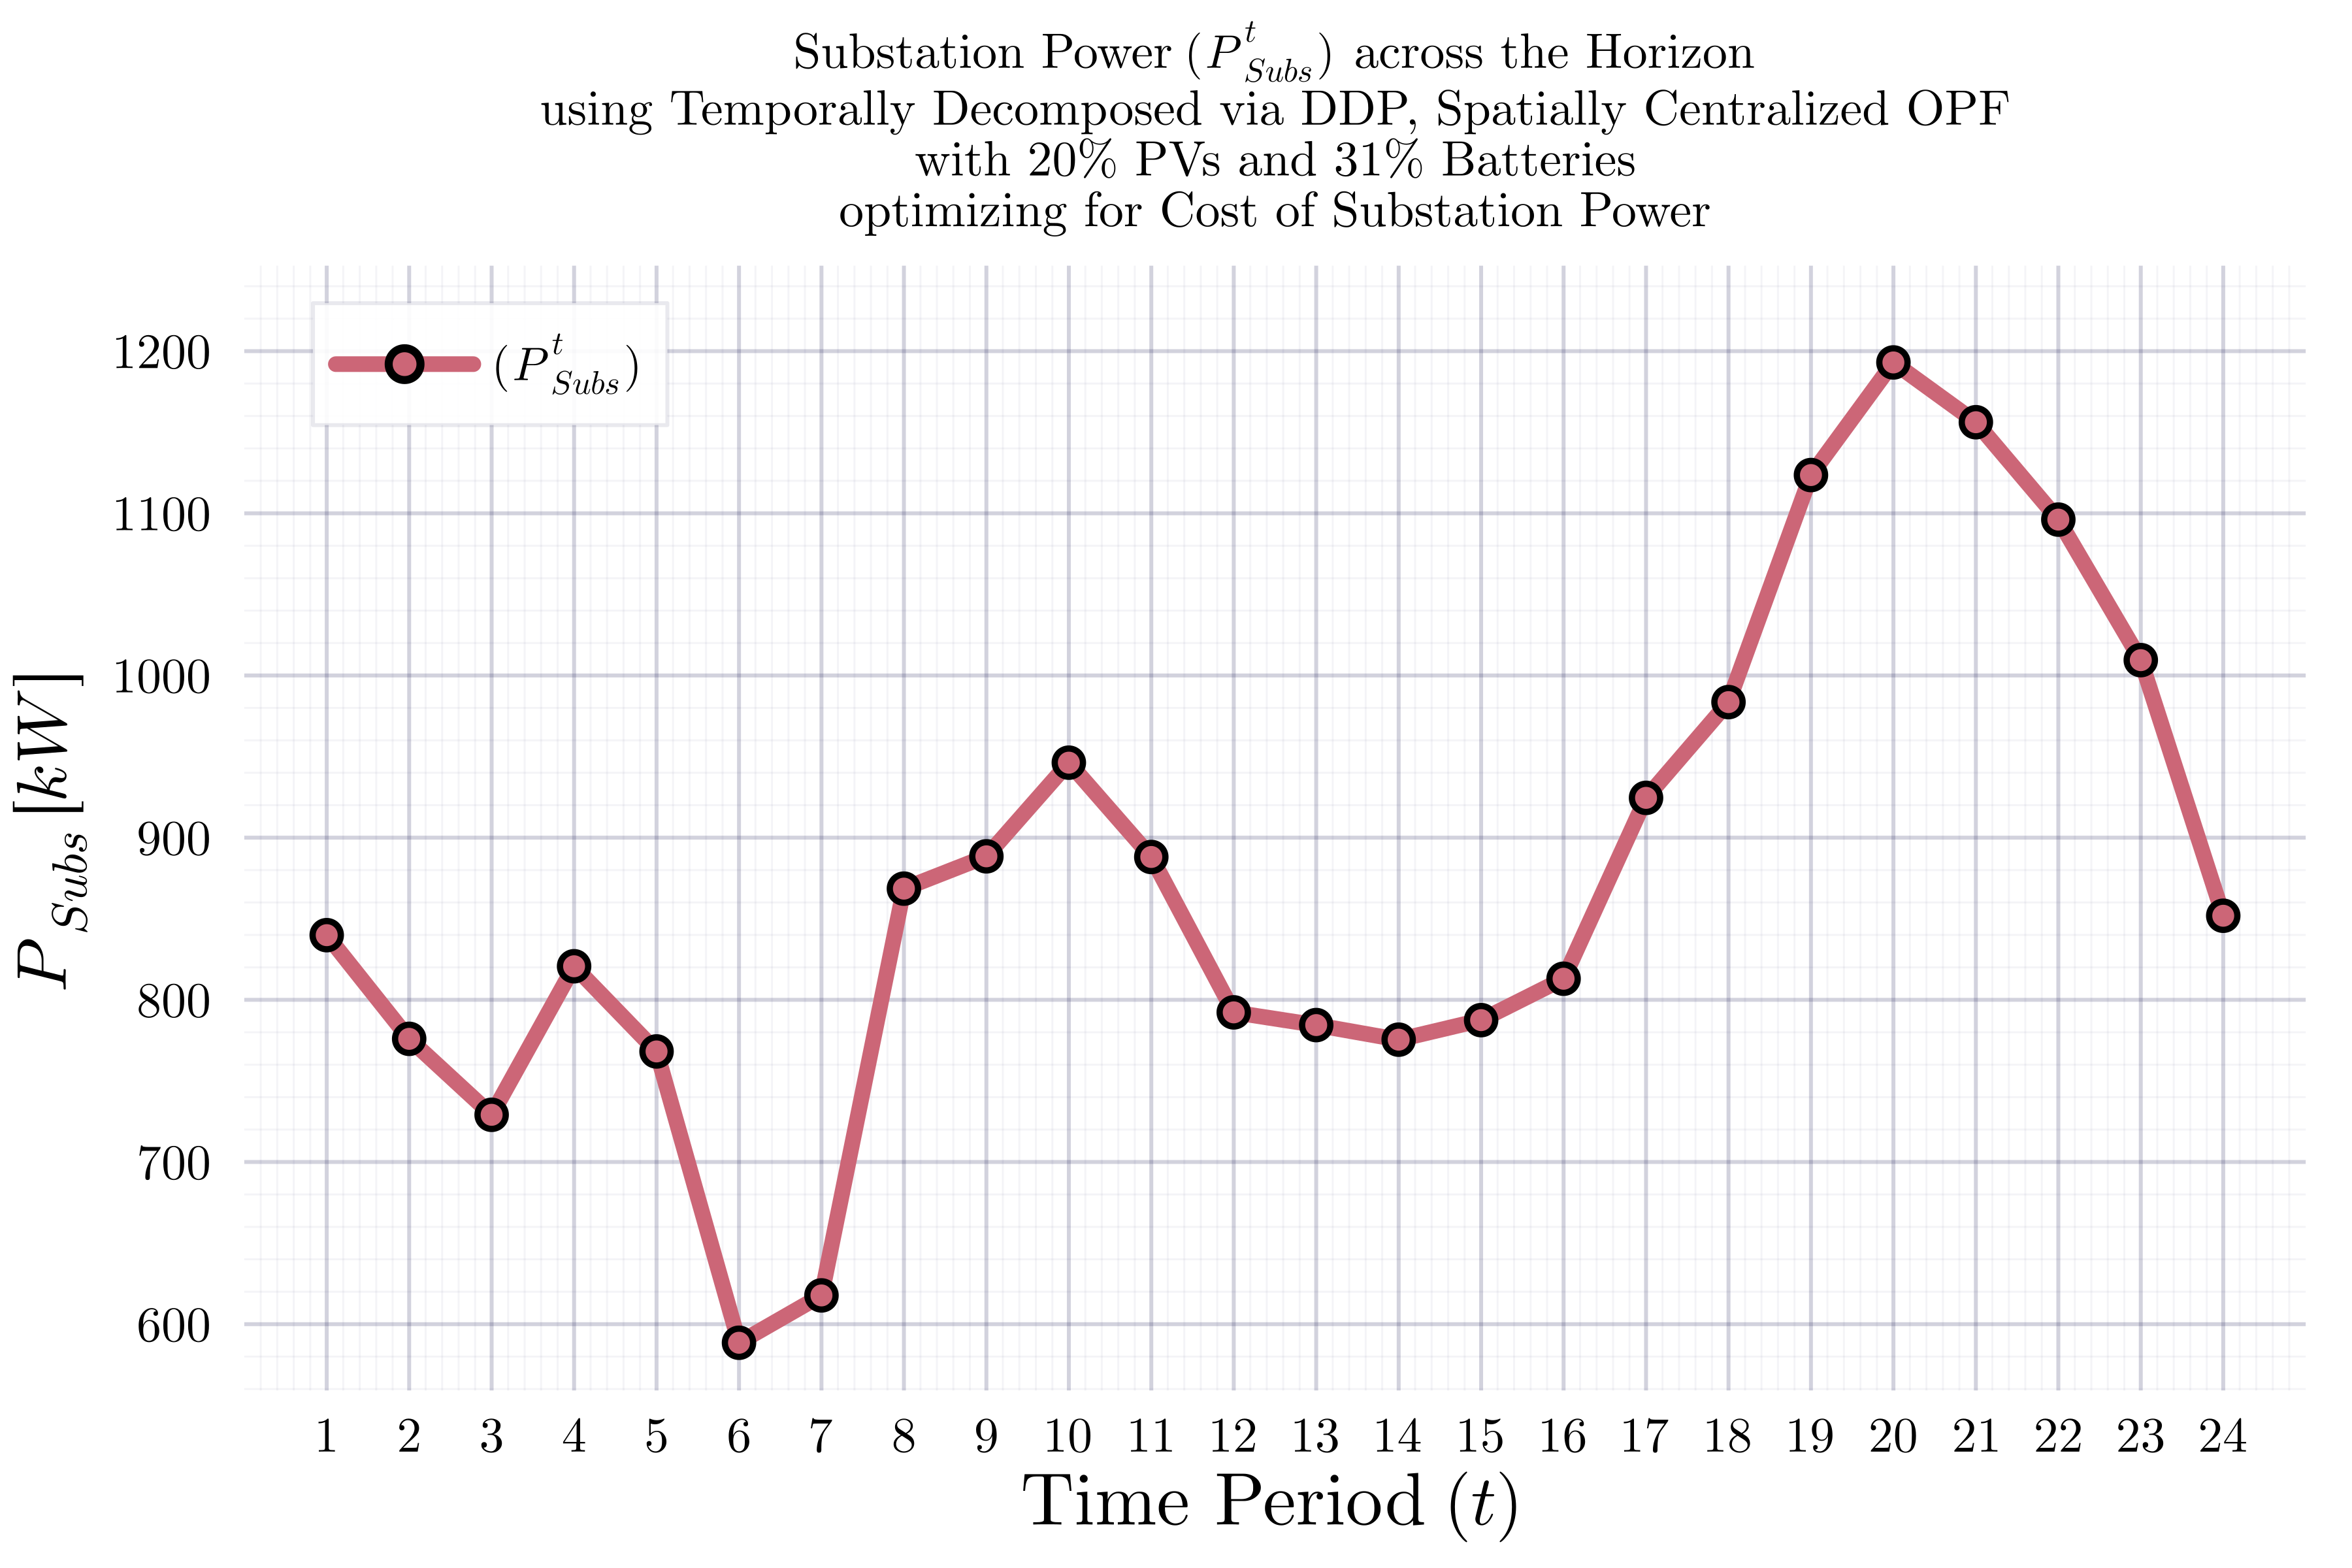 Substation Power (P^t_Subs) across the Horizon
using Temporally Decomposed via DDP, Spatially Centralized OPF
with 20% PVs and 31% Batteries
optimizing for Cost of Substation Power
(P^t_Subs)
P_Subs [kW]
1200
1100
1000
900
800
700
600
1 2 3 4 5 6 7 8 9 10 11 12 13 14 15 16 17 18 19 20 21 22 23 24
Time Period (t)